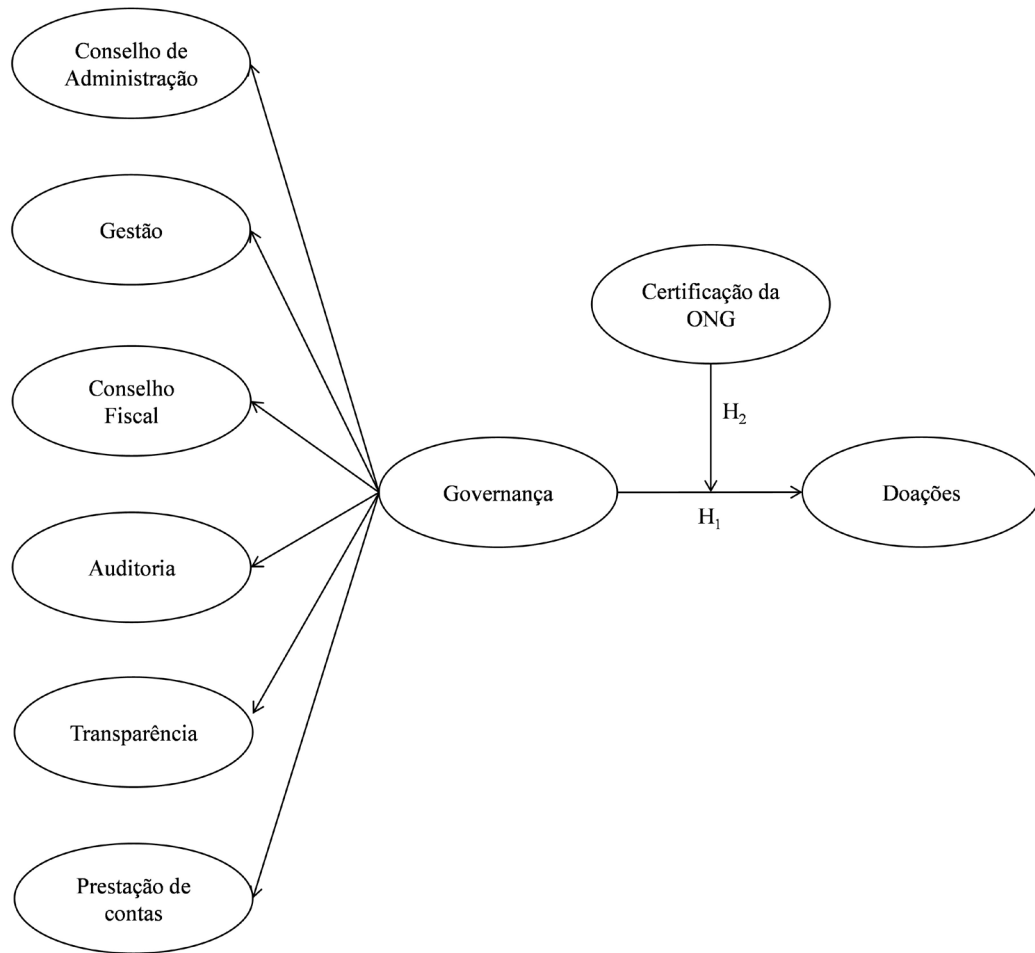 Conselho de
Administração
Gestão
Conselho
Fiscal
Auditoria
Transparência
Prestação de
contas
Governança
Certificação da
ONG
H₂
H₁
Doações